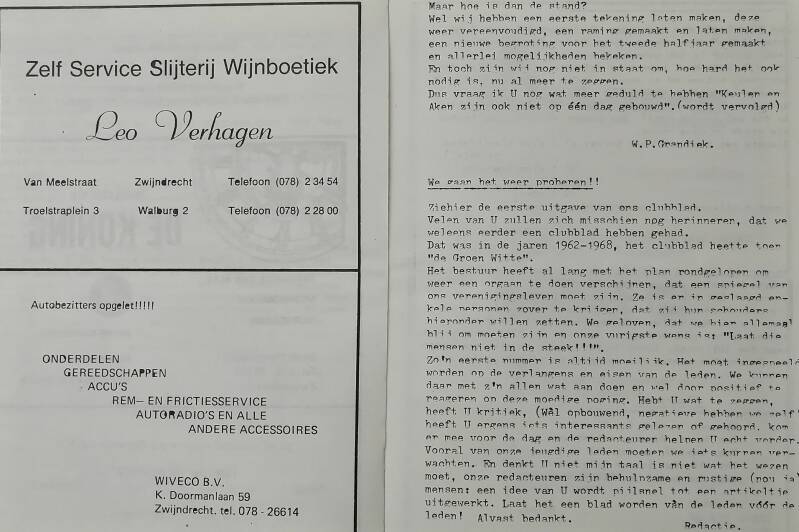 Zelf Service Slijterij Wijnboetiek
Leo Verhagen
Van Meelstraat Zwijndrecht Telefoon (078) 2 34 54
Troelstraplein 3 Walburg 2 Telefoon (078) 2 28 00
Autobezitters opgelet!!!!!
ONDERDELEN
GEREEDSCHAPPEN
ACCU'S
REM- EN FRICTIESERVICE
AUTORADIO'S EN ALLE
ANDERE ACCESSOIRES
WIVECO B.V.
K. Doormanlaan 59
Zwijndrecht. tel. 078 - 26614
Maar hoe is dan de stand?
Wel wij hebben een eerste tekening laten maken, deze
weer vereenvoudigd, een raming gemaakt en laten maken,
een nieuwe begroting voor het tweede halfjaar gemaakt
en allerlei mogelijkheden bekeken.
En toch zijn wij nog niet in staat om, hoe hard het ook
nodig is, nu al meer te zeggen.
Dus vraag ik U nog wat meer geduld te hebben "Keulen en
Aken zijn ook niet op één dag gebouwd".(wordt vervolgd)
W.P.Grandiek.
We gaan het weer proberen!!
Ziehier de eerste uitgave van ons clubblad.
Velen van U zullen zich misschien nog herinneren, dat we
weleens eerder een clubblad hebben gehad.
Dat was in de jaren 1962-1968, het clubblad heette toen
"de Groen Witte".
Het bestuur heeft al lang met het plan rondgelopen om
weer een orgaan te doen verschijnen, dat een spiegel van
ons verenigingsleven moet zijn. Ze is er in geslaagd en-
kele personen zover te krijgen, dat zij hun schouders
hieronder willen zetten. We geloven, dat we hier allemaal
blij om moeten zijn en onze vurigste wens is: "Laat die
mensen niet in de steek!!!".
Zo'n eerste nummer is altijd moeilijk. Het moet ingespeeld
worden op de verlangens en eisen van de leden. We kunnen
daar met z'n allen wat aan doen en wel door positief te
reageren op deze moedige poging. Hebt U wat te zeggen,
heeft U kritiek, (Wèl opbouwend, negatieve hebben we zelf
heeft U ergens iets interessants gelezen of gehoord, kom
er mee voor de dag en de redacteuren helpen U echt verder.
Vooral van onze jeugdige leden moeten we iets kunnen ver-
wachten. En denkt U niet mijn taal is niet wat het wezen
moet, onze redacteuren zijn behulpzame en rustige (nou ja)
mensen: een idee van U wordt pijlsnel tot een artikeltje
uitgewerkt. Laat het een blad worden vàn de leden vóór de
leden! Alvast bedankt.
Redactie.